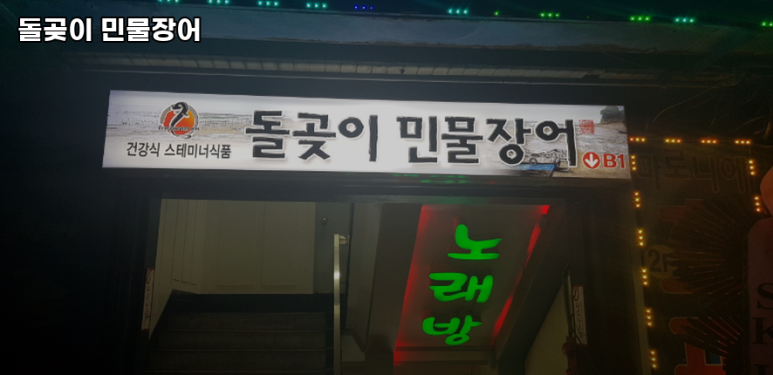 돌곶이 민물장어
돌곶이 민물장어
건강식 스테미너식품
B1
노
래
방